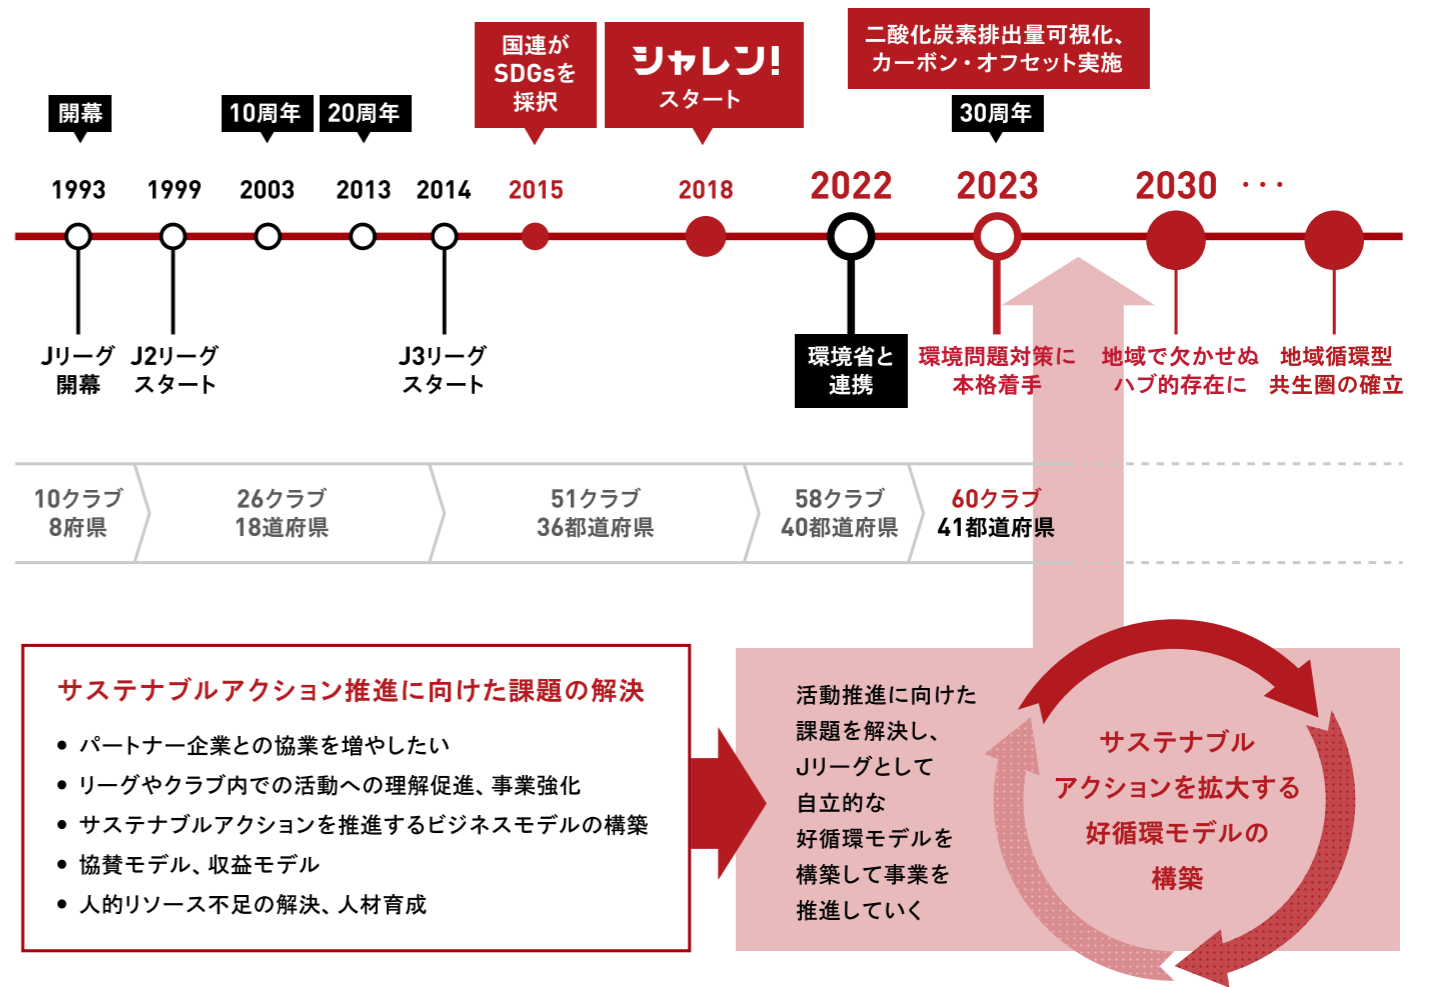 国連が
SDGsを
採択
シャレン!
スタート
二酸化炭素排出量可視化、
カーボン・オフセット実施
開幕
10周年
20周年
30周年
1993
1999
2003
2013
2014
2015
2018
2022
2023
2030 ···
Jリーグ
開幕
J2リーグ
スタート
J3リーグ
スタート
環境省と
連携
環境問題対策に
本格着手
地域で欠かせぬ
ハブ的存在に
地域循環型
共生圏の確立
10クラブ
8府県
26クラブ
18道府県
51クラブ
36都道府県
58クラブ
40都道府県
60クラブ
41都道府県
サステナブルアクション推進に向けた課題の解決
• パートナー企業との協業を増やしたい
• リーグやクラブ内での活動への理解促進、事業強化
• サステナブルアクションを推進するビジネスモデルの構築
• 協賛モデル、収益モデル
• 人的リソース不足の解決、人材育成
活動推進に向けた
課題を解決し、
Jリーグとして
自立的な
好循環モデルを
構築して事業を
推進していく
サステナブル
アクションを拡大する
好循環モデルの
構築